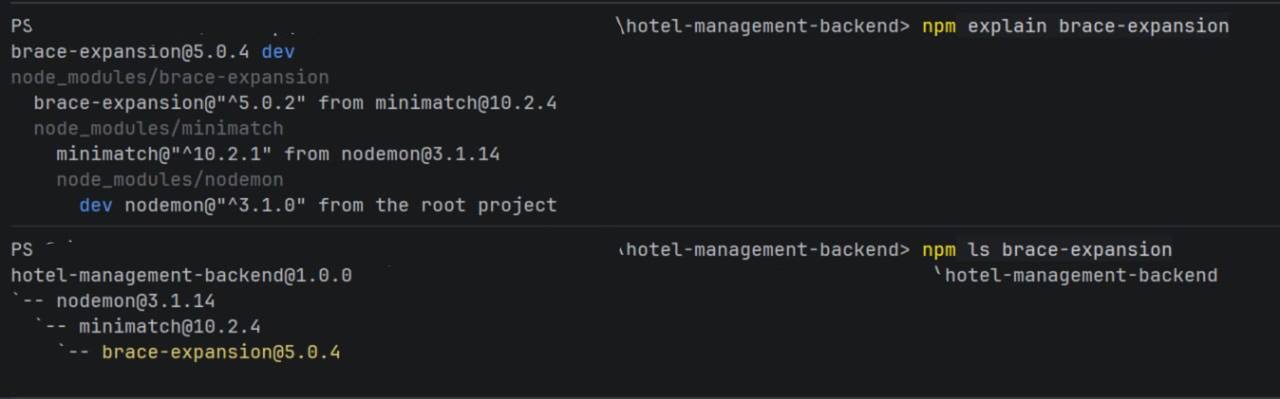 PS \hotel-management-backend> npm explain brace-expansion
brace-expansion@5.0.4 dev
node_modules/brace-expansion
  brace-expansion@"^5.0.2" from minimatch@10.2.4
  node_modules/minimatch
    minimatch@"^10.2.1" from nodemon@3.1.14
    node_modules/nodemon
      dev nodemon@"^3.1.0" from the root project
PS \hotel-management-backend> npm ls brace-expansion
hotel-management-backend@1.0.0 \hotel-management-backend
`-- nodemon@3.1.14
  `-- minimatch@10.2.4
    `-- brace-expansion@5.0.4